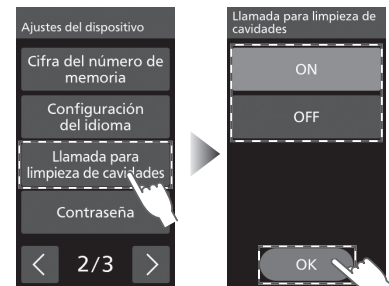 Ajustes del dispositivo
Cifra del número de
memoria
Configuración
del idioma
Llamada para
limpieza de cavidades
Contraseña
< 2/3 >
Llamada para limpieza de
cavidades
ON
OFF
OK